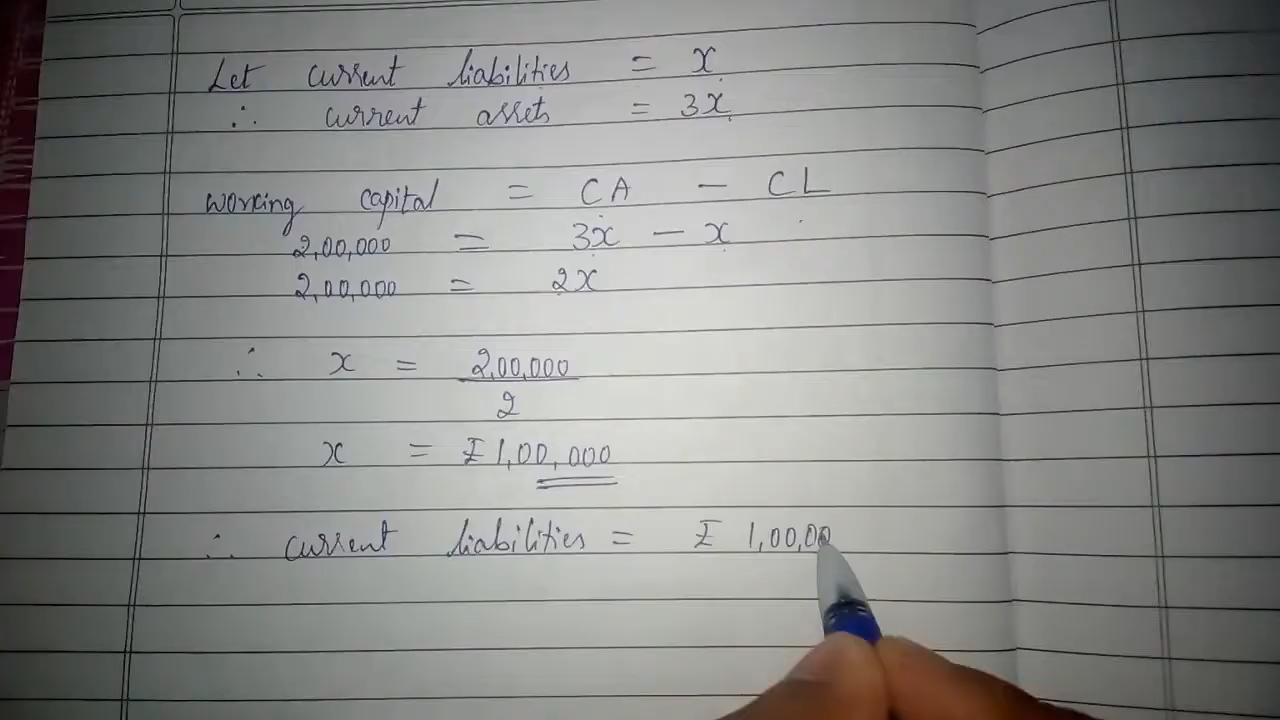 Let current liabilities = x
∴ current assets = 3x
working capital = CA - CL
2,00,000 = 3x - x
2,00,000 = 2x
∴ x = 2,00,000
2
x = ₹ 1,00,000
∴ current liabilities = ₹ 1,00,00